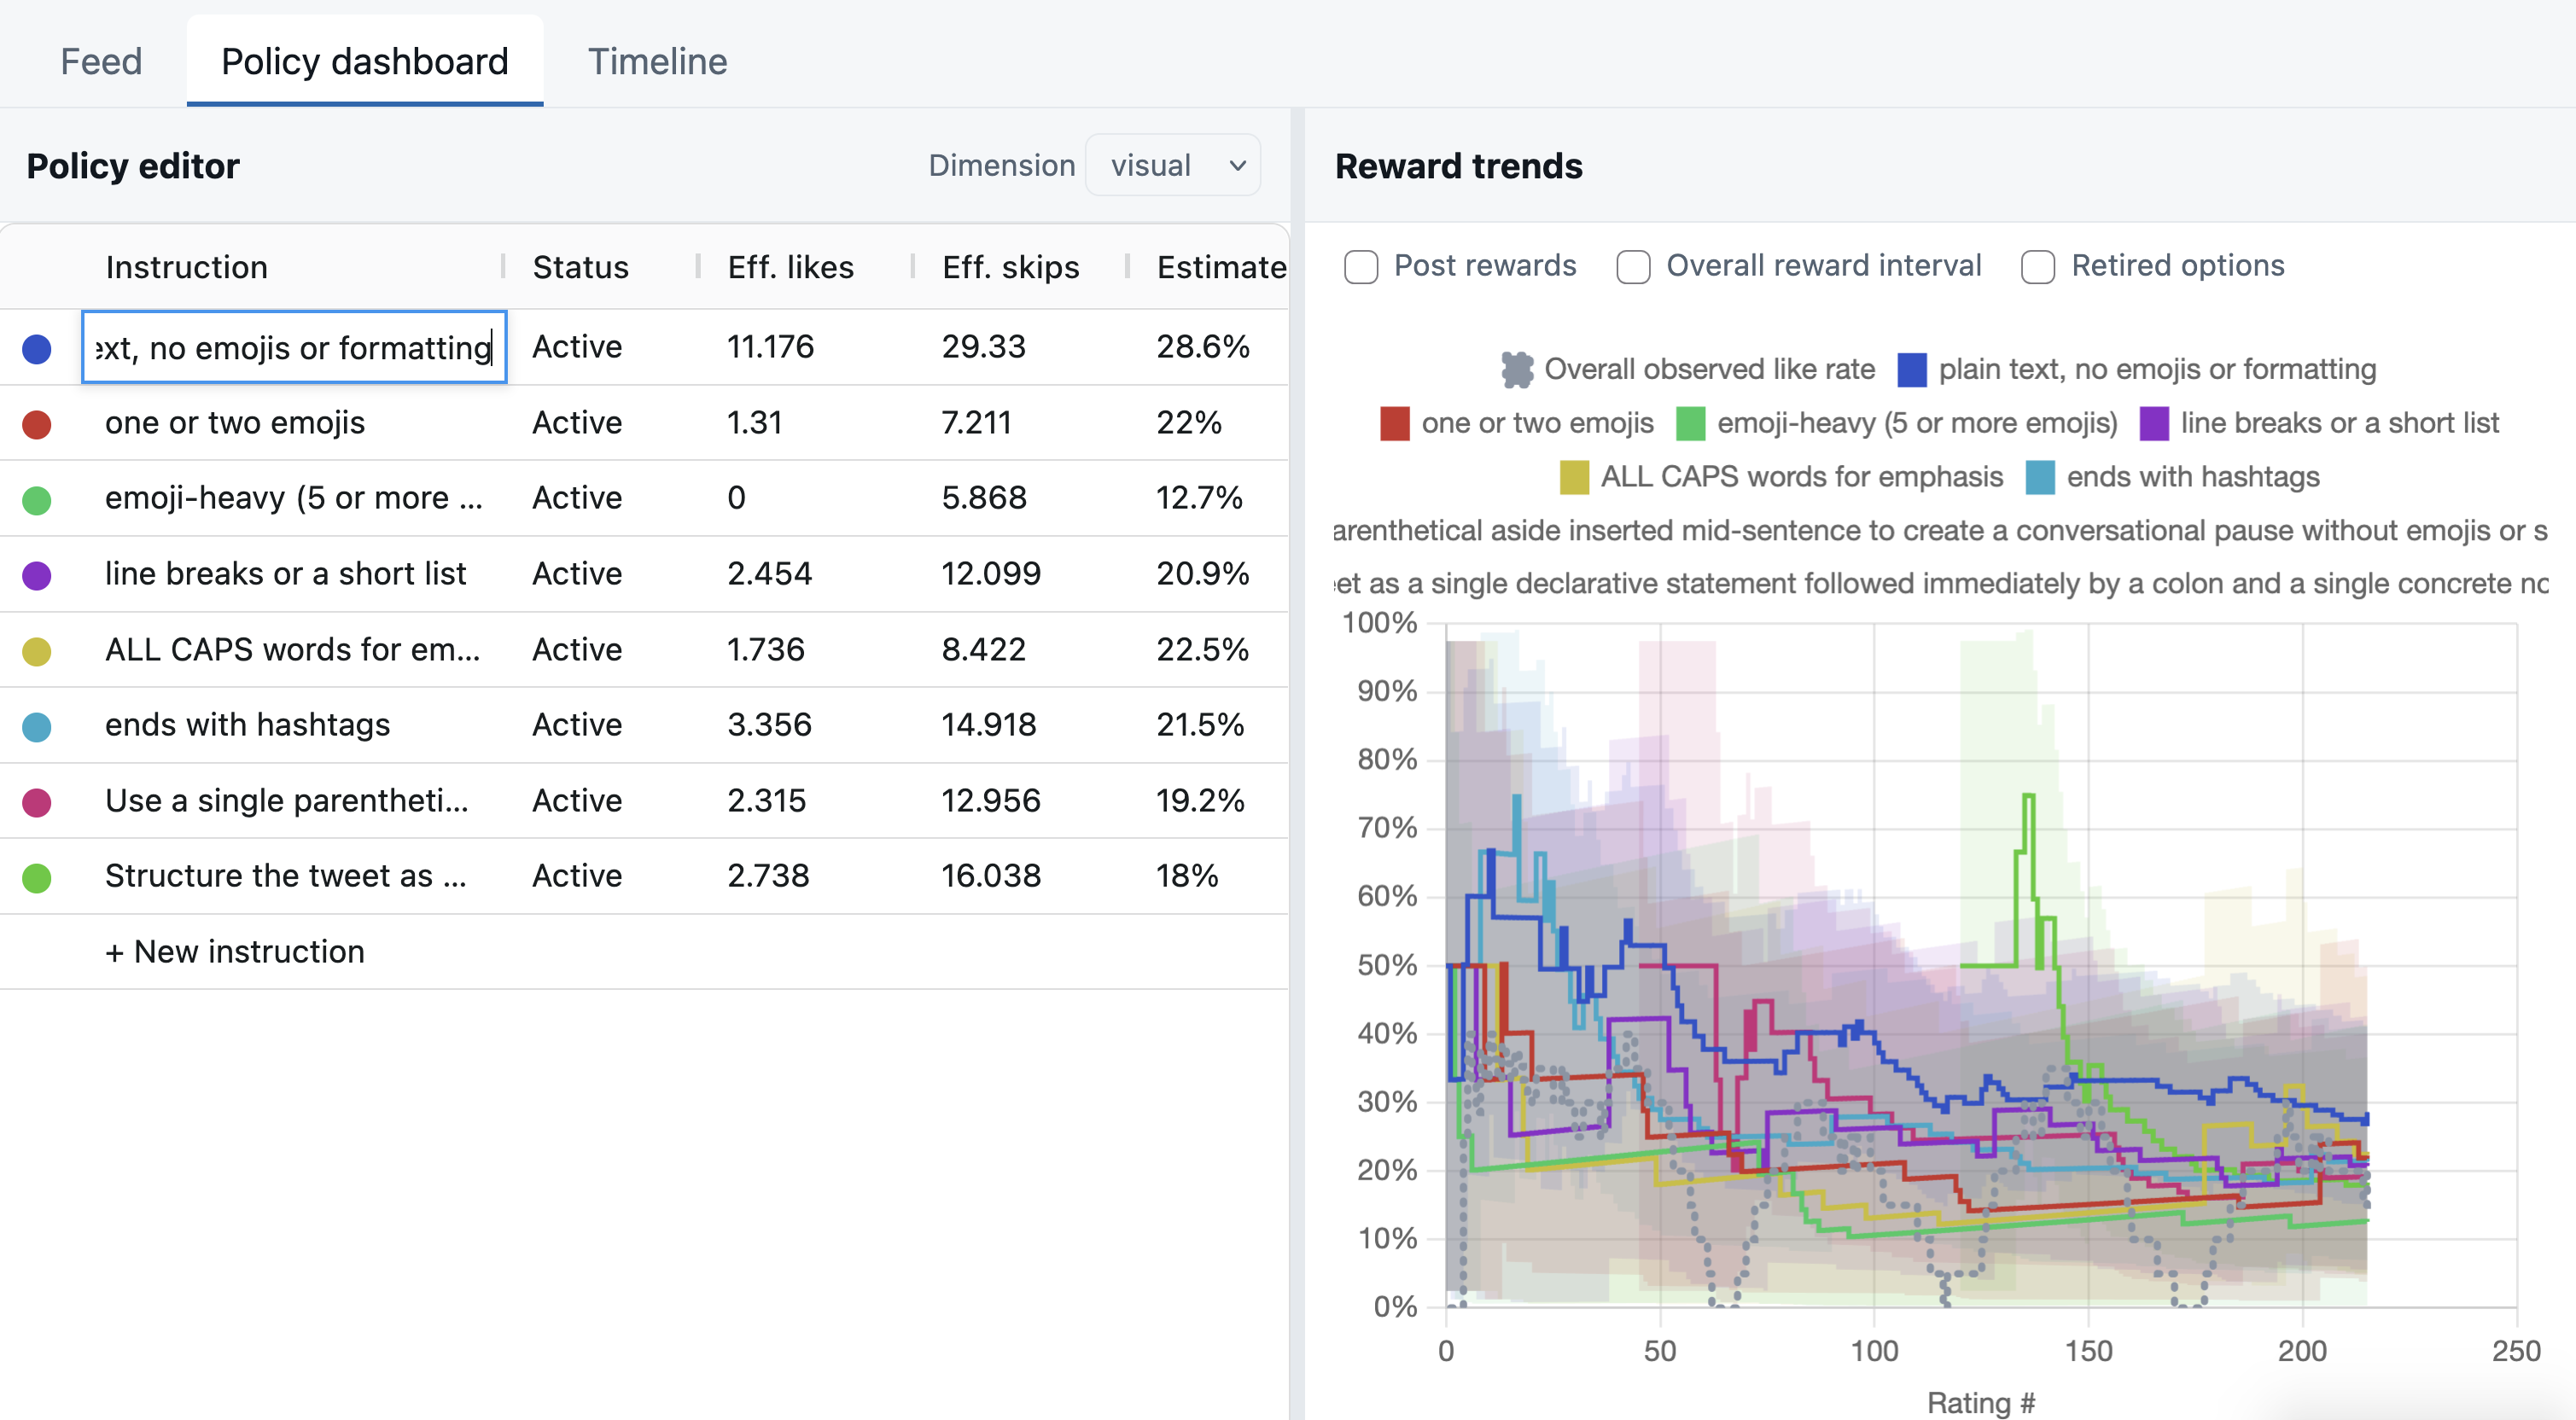 Feed Policy dashboard Timeline
Policy editor Dimension visual
Instruction Status Eff. likes Eff. skips Estimate
ext, no emojis or formatting Active 11.176 29.33 28.6%
one or two emojis Active 1.31 7.211 22%
emoji-heavy (5 or more ... Active 0 5.868 12.7%
line breaks or a short list Active 2.454 12.099 20.9%
ALL CAPS words for em... Active 1.736 8.422 22.5%
ends with hashtags Active 3.356 14.918 21.5%
Use a single parentheti... Active 2.315 12.956 19.2%
Structure the tweet as ... Active 2.738 16.038 18%
+ New instruction
Reward trends
Post rewards Overall reward interval Retired options
Overall observed like rate plain text, no emojis or formatting
one or two emojis emoji-heavy (5 or more emojis) line breaks or a short list
ALL CAPS words for emphasis ends with hashtags
arenthetical aside inserted mid-sentence to create a conversational pause without emojis or s
et as a single declarative statement followed immediately by a colon and a single concrete no
100%
90%
80%
70%
60%
50%
40%
30%
20%
10%
0%
0 50 100 150 200 250
Rating #